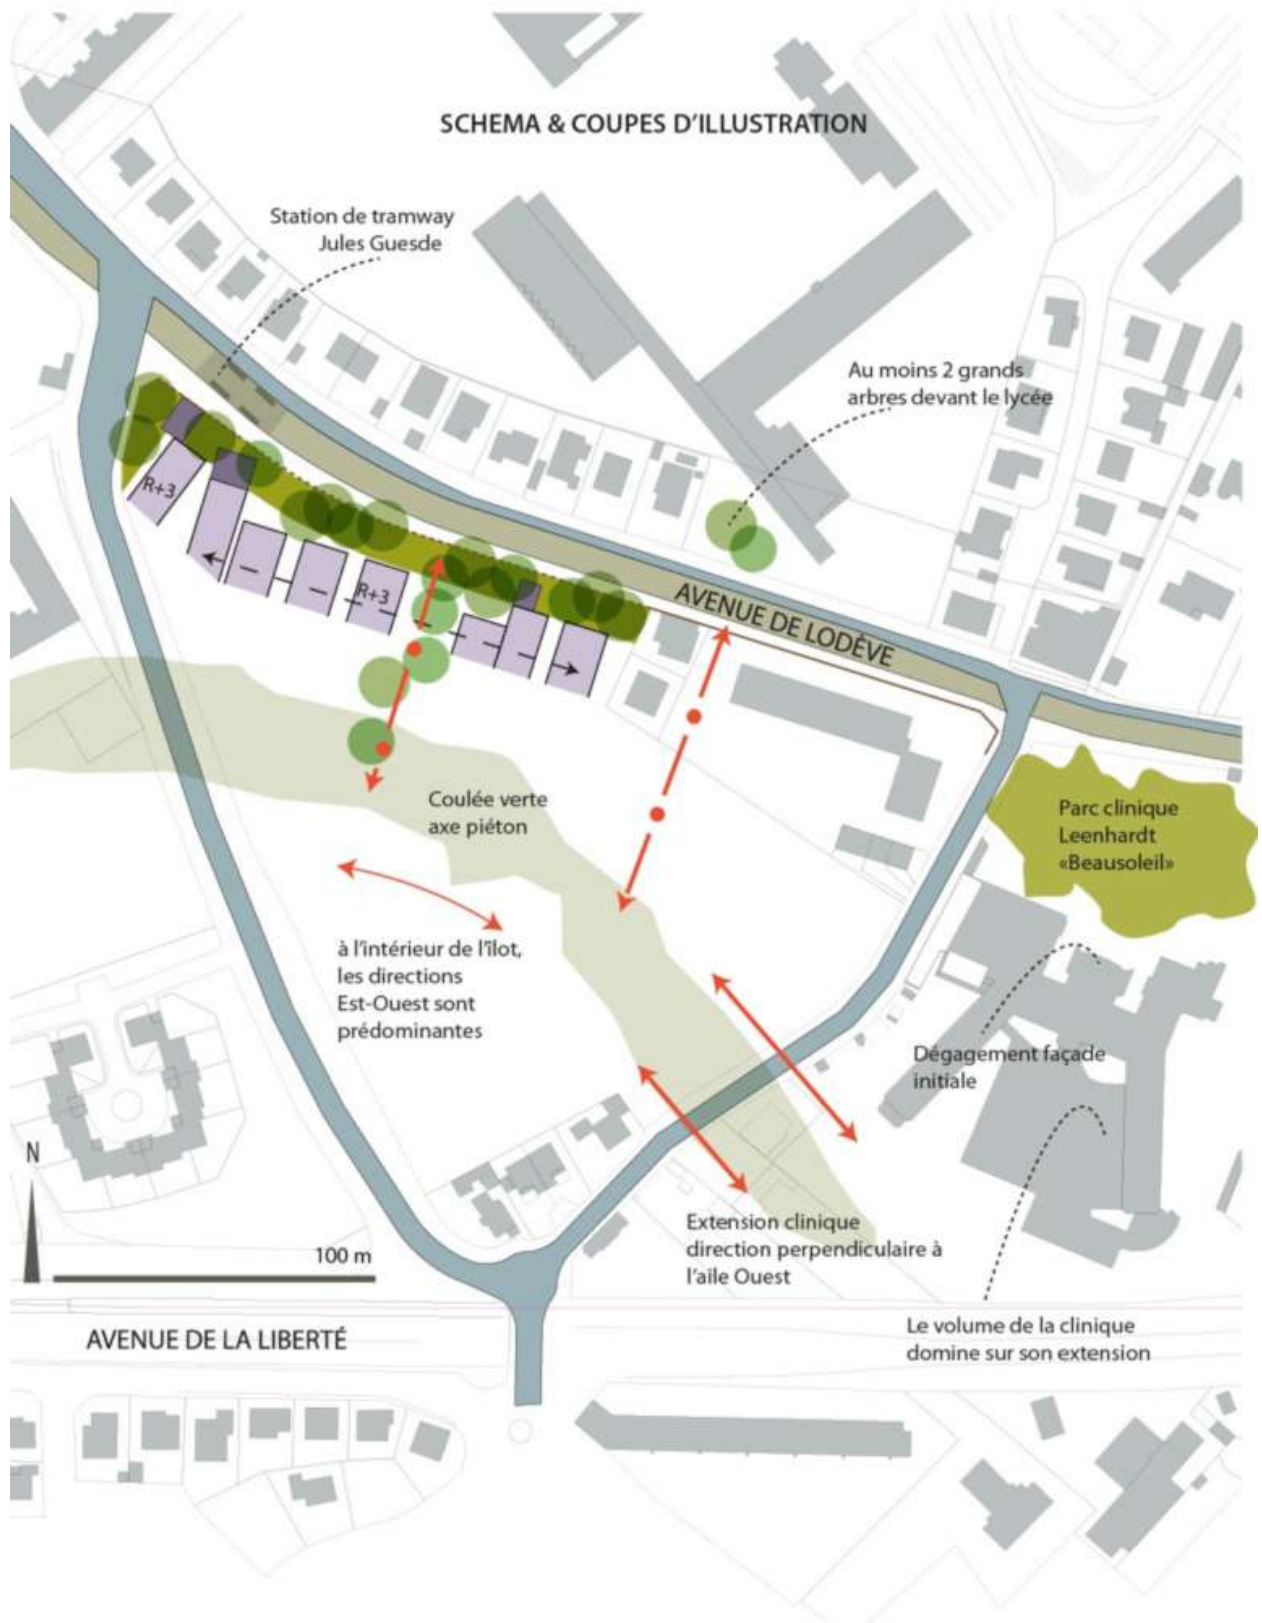 SCHEMA & COUPES D'ILLUSTRATION
Station de tramway
Jules Guesde
Au moins 2 grands
arbres devant le lycée
R+3
R+3
AVENUE DE LODÈVE
Coulée verte
axe piéton
Parc clinique
Leenhardt
«Beausoleil»
à l'intérieur de l'îlot,
les directions
Est-Ouest sont
prédominantes
Dégagement façade
initiale
N
100 m
Extension clinique
direction perpendiculaire à
l'aile Ouest
AVENUE DE LA LIBERTÉ
Le volume de la clinique
domine sur son extension